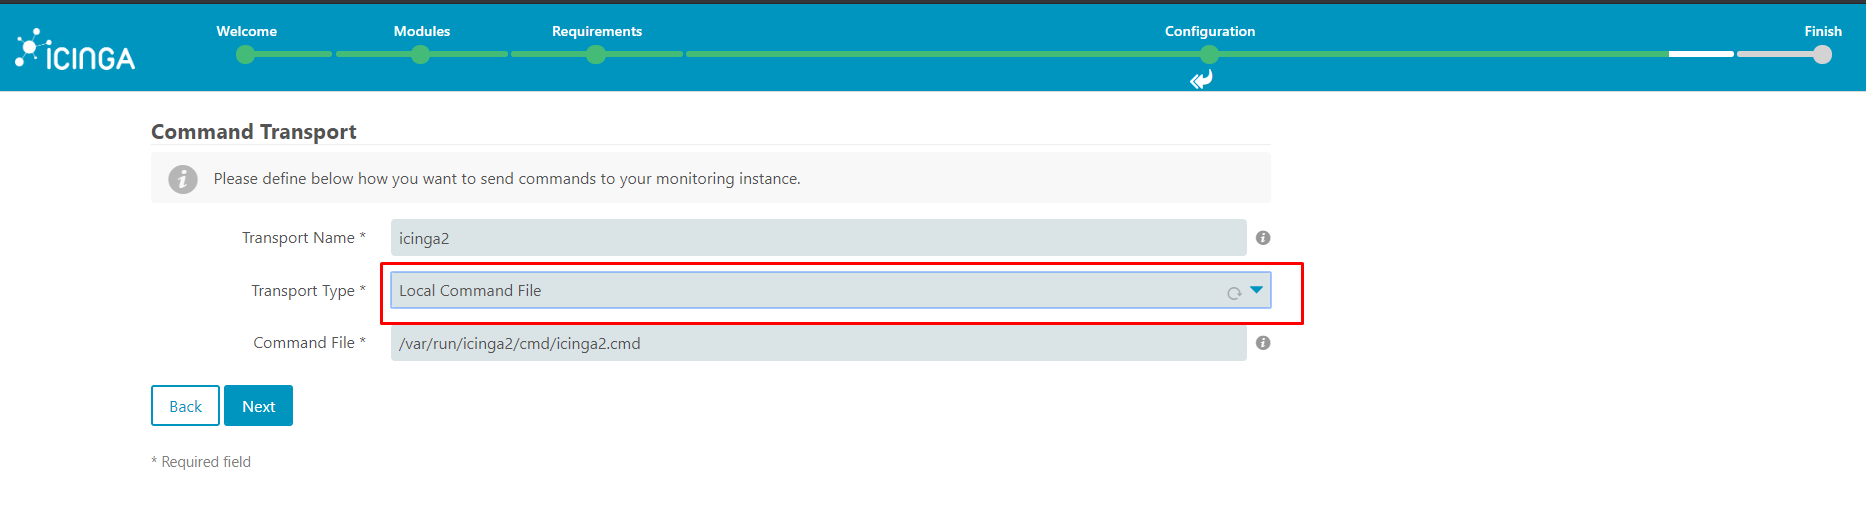 Welcome
Modules
Requirements
Configuration
Finish
ICINGA
Command Transport
Please define below how you want to send commands to your monitoring instance.
Transport Name * icinga2
Transport Type * Local Command File
Command File * /var/run/icinga2/cmd/icinga2.cmd
Back Next
* Required field